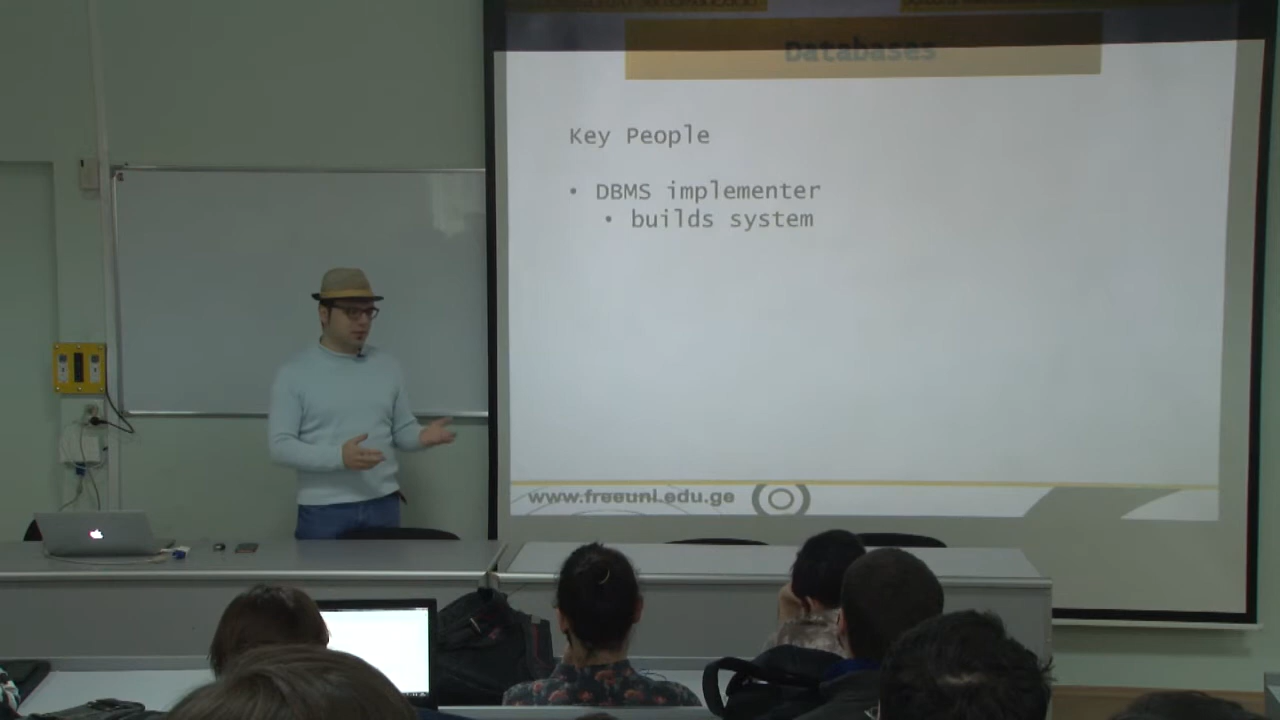 Databases
Key People
• DBMS implementer
• builds system
www.freeuni.edu.ge